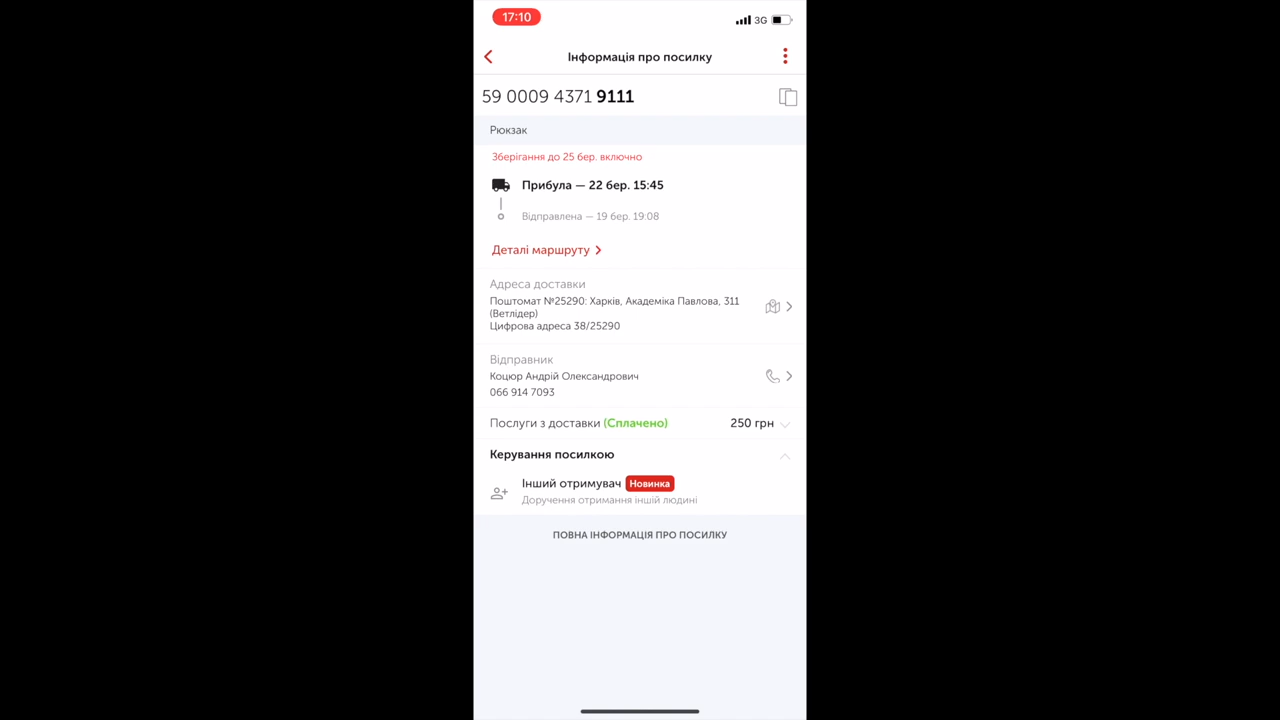 17:10
3G
Інформація про посилку
59 0009 4371 9111
Рюкзак
Зберігання до 25 бер. включно
Прибула — 22 бер. 15:45
Відправлена — 19 бер. 19:08
Деталі маршруту
Адреса доставки
Поштомат №25290: Харків, Академіка Павлова, 311
(Ветлідер)
Цифрова адреса 38/25290
Відправник
Коцюр Андрій Олександрович
066 914 7093
Послуги з доставки (Сплачено) 250 грн
Керування посилкою
Інший отримувач Новинка
Доручення отримання іншій людині
ПОВНА ІНФОРМАЦІЯ ПРО ПОСИЛКУ